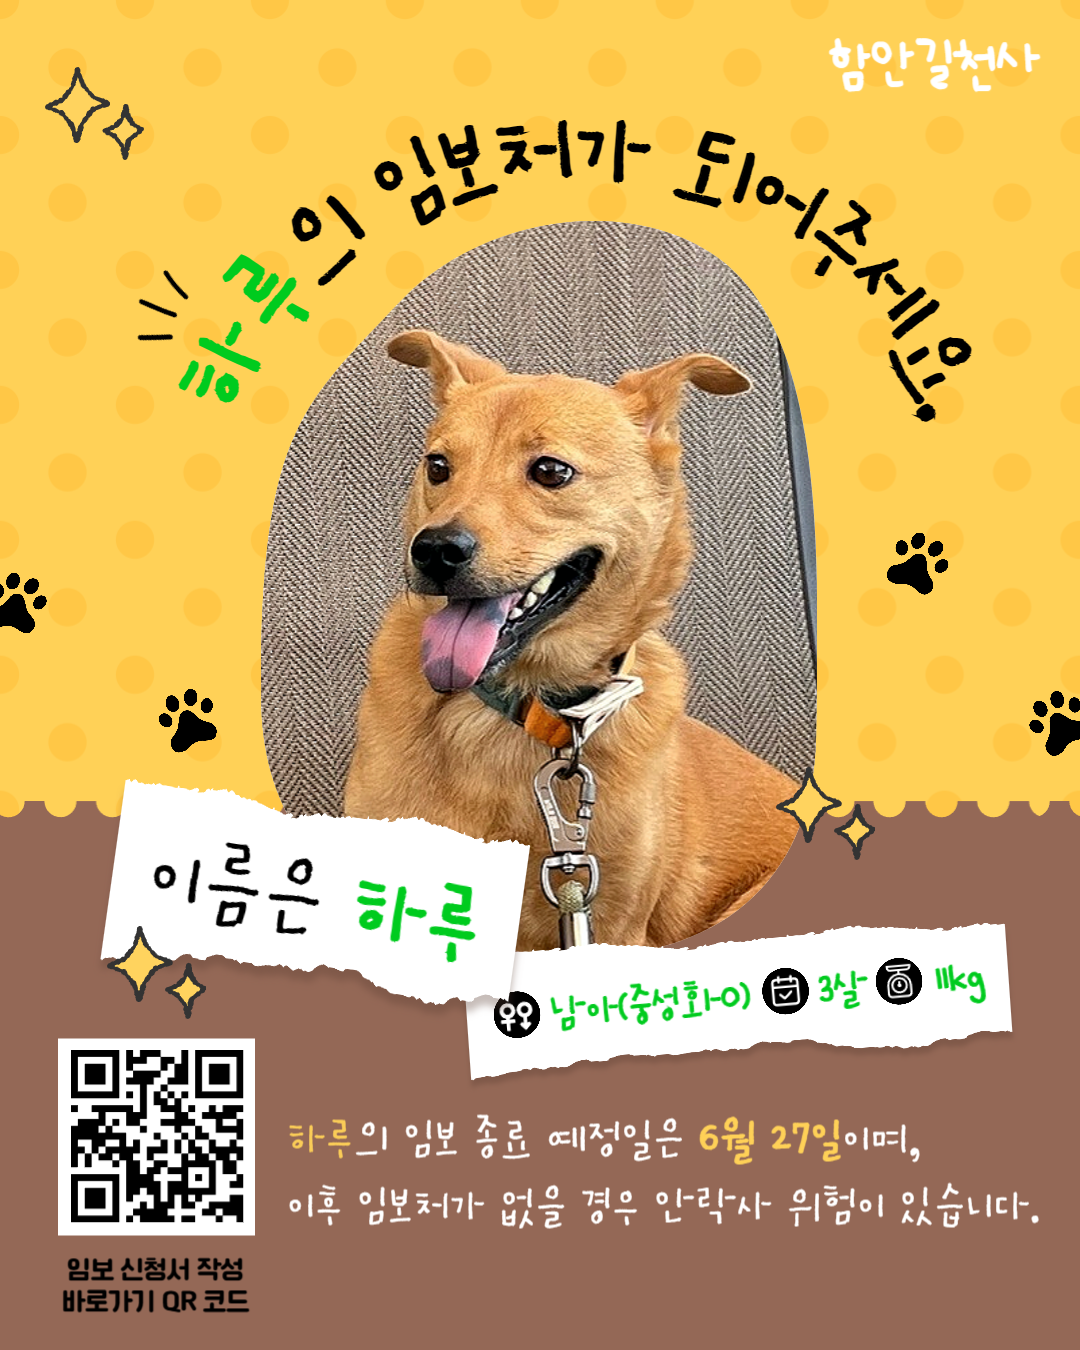 함안길천사
하루의 임보처가 되어주세요.
이름은 하루
남아(중성화O) 3살 11kg
하루의 임보 종료 예정일은 6월 27일이며,
이후 임보처가 없을 경우 안락사 위험이 있습니다.
임보 신청서 작성
바로가기 QR 코드